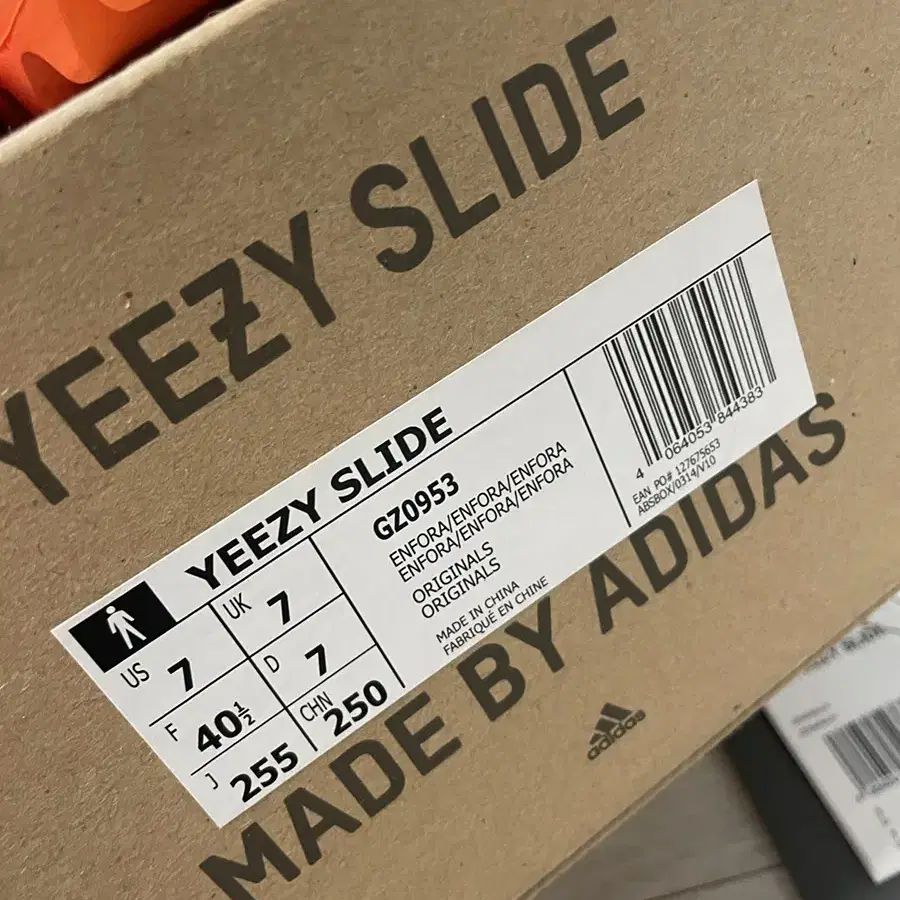 YEEZY SLIDE
YEEZY SLIDE
US 7
UK 7
F 40½
D 7
J 255
CHN 250
GZ0953
ENFORA/ENFORA/ENFORA
ENFORA/ENFORA/ENFORA
ORIGINALS
ORIGINALS
MADE IN CHINA
FABRIQUÉ EN CHINE
4 064053 844383
EAN PO# 127675653
ABSBOX/0314/V10
MADE BY ADIDAS
adidas